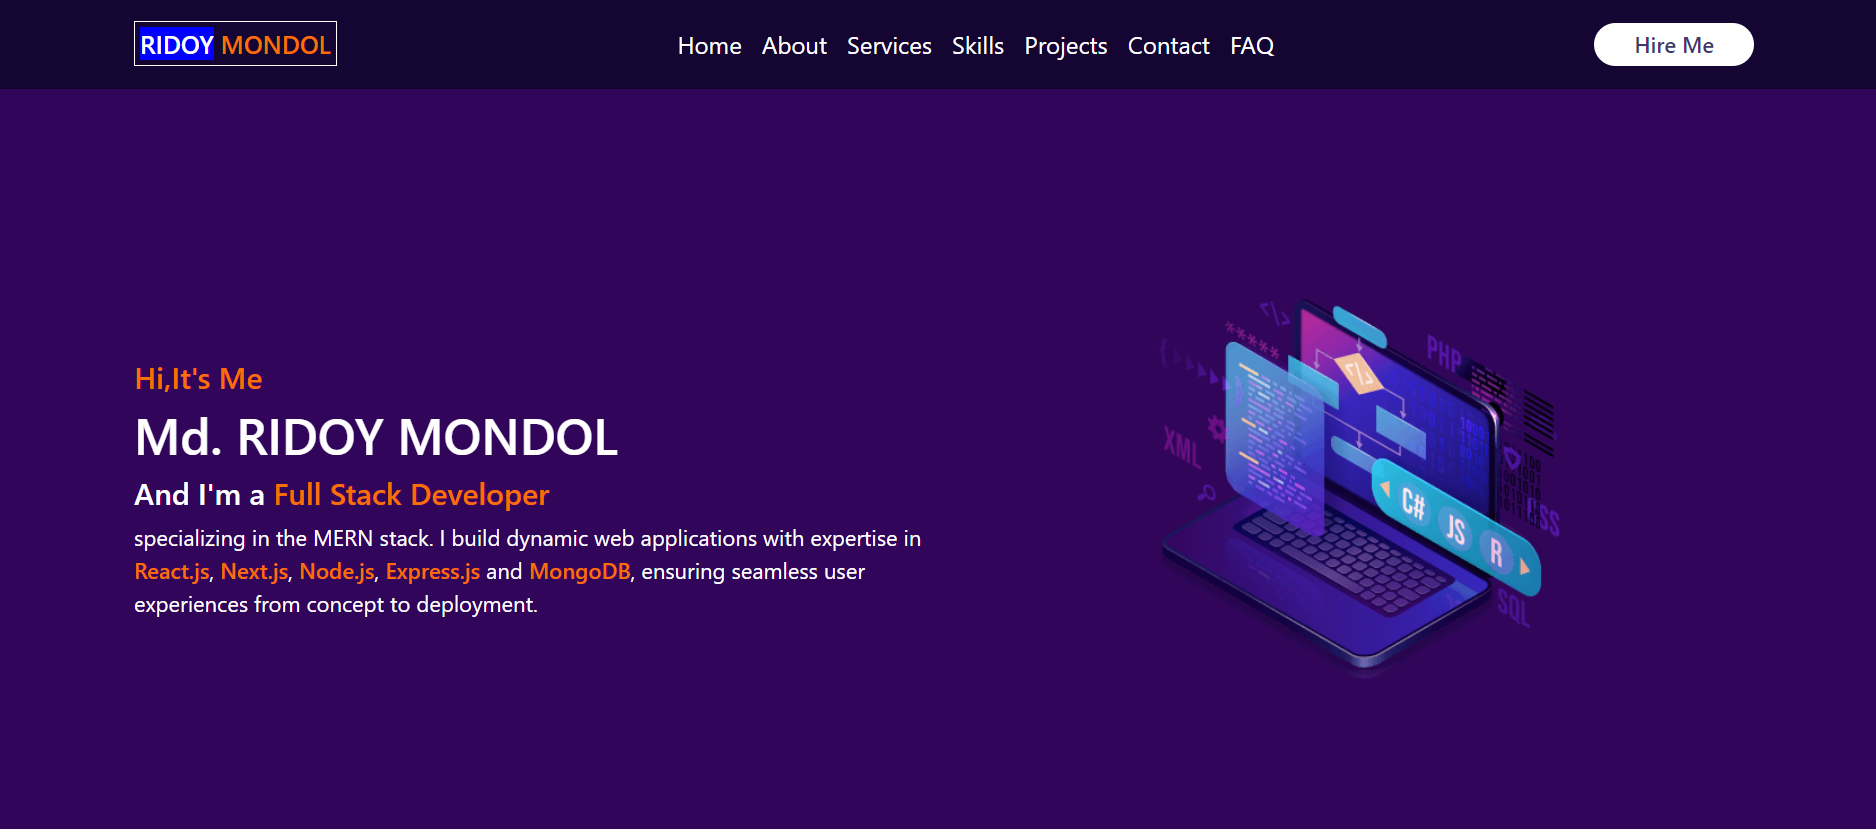 RIDOY MONDOL
Home About Services Skills Projects Contact FAQ
Hire Me
Hi,It's Me
Md. RIDOY MONDOL
And I'm a Full Stack Developer
specializing in the MERN stack. I build dynamic web applications with expertise in
React.js, Next.js, Node.js, Express.js and MongoDB, ensuring seamless user
experiences from concept to deployment.
</>
*****
PHP
</>
XML
C# JS R
CSS
SQL